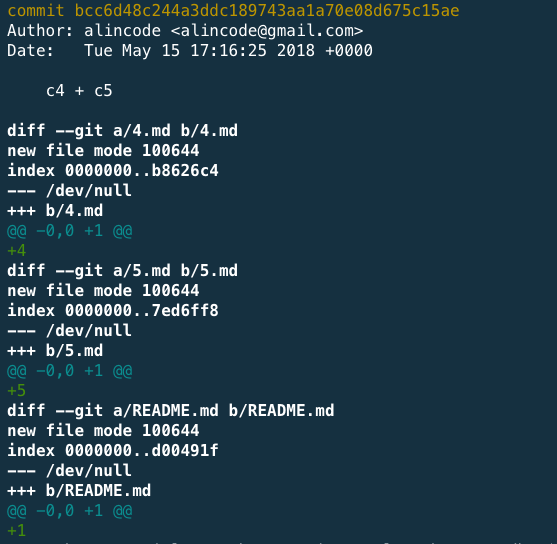 commit bcc6d48c244a3ddc189743aa1a70e08d675c15ae
Author: alincode <alincode@gmail.com>
Date:   Tue May 15 17:16:25 2018 +0000
c4 + c5
diff --git a/4.md b/4.md
new file mode 100644
index 0000000..b8626c4
--- /dev/null
+++ b/4.md
@@ -0,0 +1 @@
+4
diff --git a/5.md b/5.md
new file mode 100644
index 0000000..7ed6ff8
--- /dev/null
+++ b/5.md
@@ -0,0 +1 @@
+5
diff --git a/README.md b/README.md
new file mode 100644
index 0000000..d00491f
--- /dev/null
+++ b/README.md
@@ -0,0 +1 @@
+1